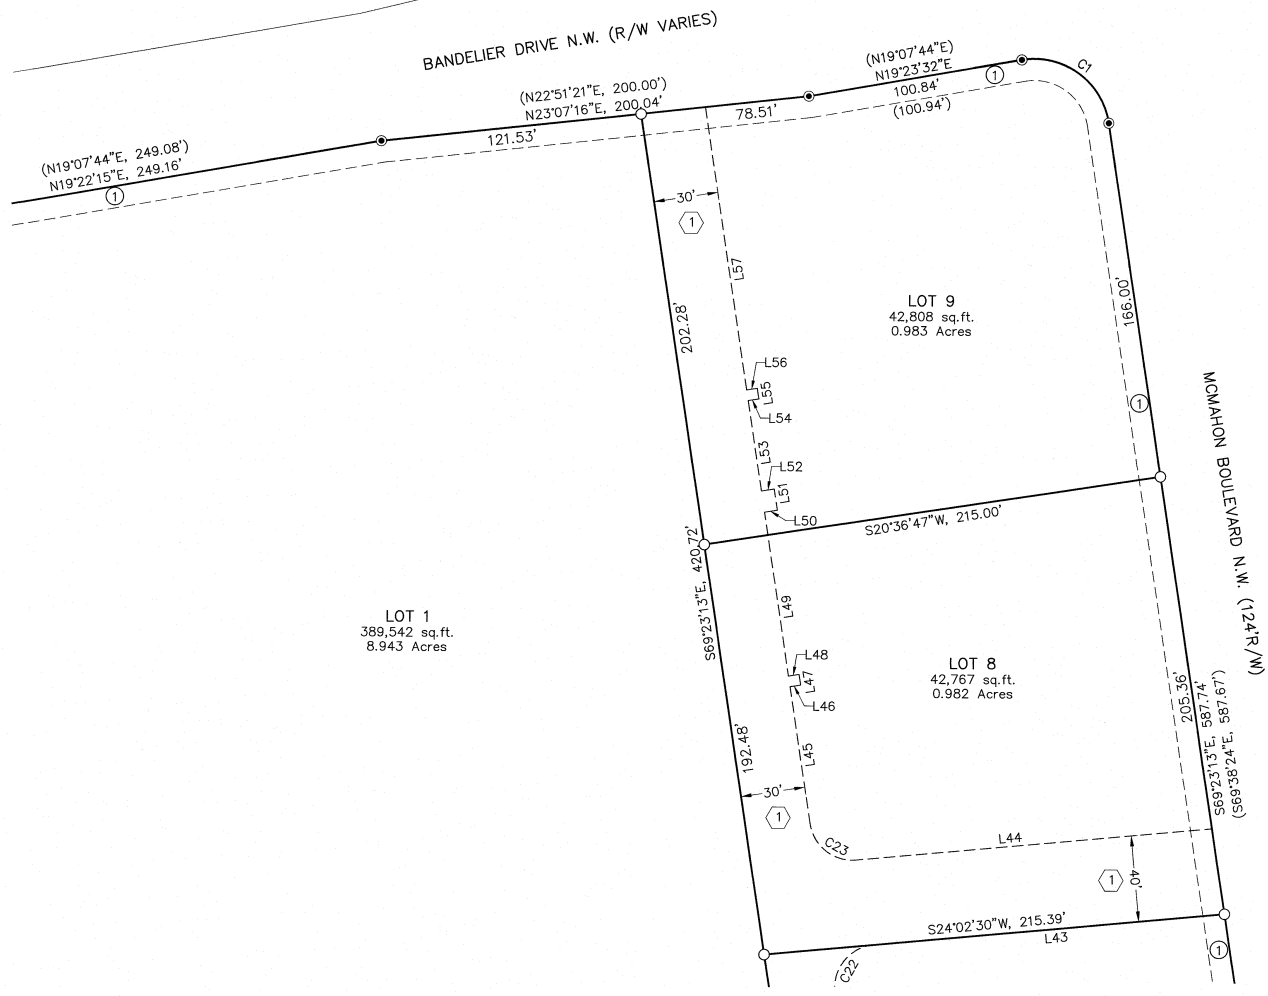 BANDELIER DRIVE N.W. (R/W VARIES)
(N19°07'44"E)
N19°23'32"E
100.84'
(100.94')
1
C1
(N22°51'21"E, 200.00')
N23°07'16"E, 200.04'
78.51'
121.53'
(N19°07'44"E, 249.08')
N19°22'15"E, 249.16'
1
30'
1
L57
202.28'
LOT 9
42,808 sq.ft.
0.983 Acres
166.00'
L56
L55
L54
1
L53
L52
L51
L50
MCMAHON BOULEVARD N.W. (124'R/W)
S20°36'47"W, 215.00'
S69°23'13"E, 420.72'
L49
LOT 1
389,542 sq.ft.
8.943 Acres
L48
L47
L46
LOT 8
42,767 sq.ft.
0.982 Acres
205.36'
S69°23'13"E, 587.74'
(S69°38'24"E, 587.67')
192.48'
L45
30'
1
C23
L44
1
40'
S24°02'30"W, 215.39'
L43
C22
1